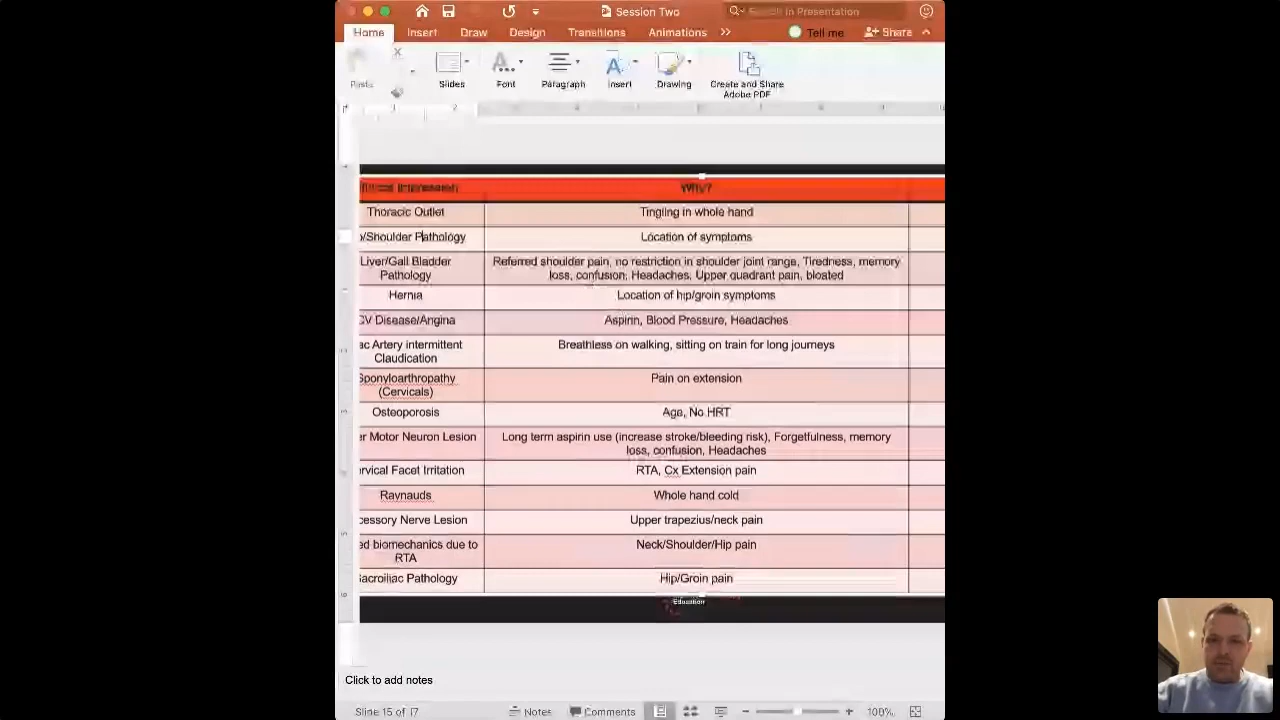 Session Two
Search in Presentation
Home Insert Draw Design Transitions Animations Tell me Share
Paste Slides Font Paragraph Insert Drawing Create and Share
Adobe PDF
Why?
Thoracic Outlet Tingling in whole hand
/Shoulder Pathology Location of symptoms
Liver/Gall Bladder
Pathology
Referred shoulder pain, no restriction in shoulder joint range, Tiredness, memory
loss, confusion, Headaches, Upper quadrant pain, bloated
Hernia Location of hip/groin symptoms
CV Disease/Angina Aspirin, Blood Pressure, Headaches
ac Artery intermittent
Claudication
Breathless on walking, sitting on train for long journeys
Sponyloarthropathy
(Cervicals)
Pain on extension
Osteoporosis Age, No HRT
er Motor Neuron Lesion
Long term aspirin use (increase stroke/bleeding risk), Forgetfulness, memory
loss, confusion, Headaches
ervical Facet Irritation RTA, Cx Extension pain
Raynauds Whole hand cold
cessory Nerve Lesion Upper trapezius/neck pain
ed biomechanics due to
RTA
Neck/Shoulder/Hip pain
Sacroiliac Pathology Hip/Groin pain
Education
Click to add notes
Slide 15 of 17 Notes Comments 100%